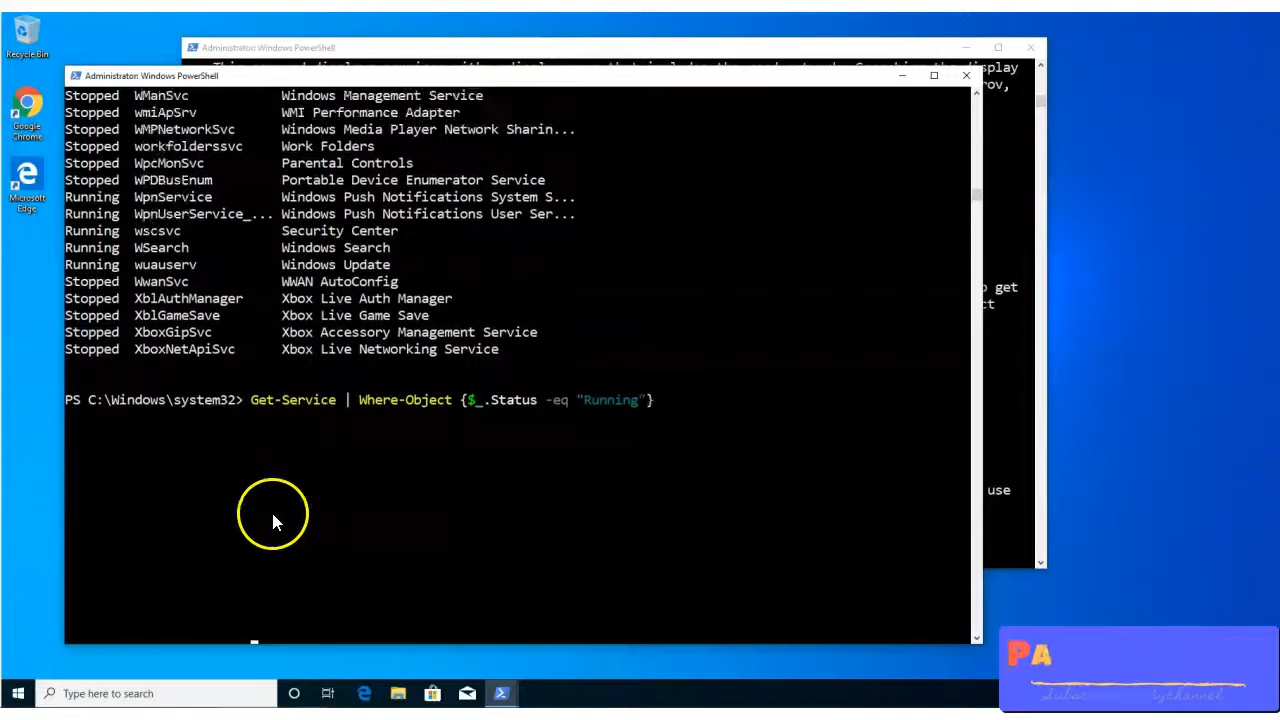 Recycle Bin
Google
Chrome
Microsoft
Edge
Administrator: Windows PowerShell
display
rov,
Administrator: Windows PowerShell
Stopped WManSvc Windows Management Service
Stopped wmiApSrv WMI Performance Adapter
Stopped WMPNetworkSvc Windows Media Player Network Sharin...
Stopped workfolderssvc Work Folders
Stopped WpcMonSvc Parental Controls
Stopped WPDBusEnum Portable Device Enumerator Service
Running WpnService Windows Push Notifications System S...
Running WpnUserService_... Windows Push Notifications User Ser...
Running wscsvc Security Center
Running WSearch Windows Search
Running wuauserv Windows Update
Stopped WwanSvc WWAN AutoConfig
Stopped XblAuthManager Xbox Live Auth Manager
Stopped XblGameSave Xbox Live Game Save
Stopped XboxGipSvc Xbox Accessory Management Service
Stopped XboxNetApiSvc Xbox Live Networking Service
PS C:\Windows\system32> Get-Service | Where-Object {$_.Status -eq "Running"}
o get
ct
use
PA
Type here to search